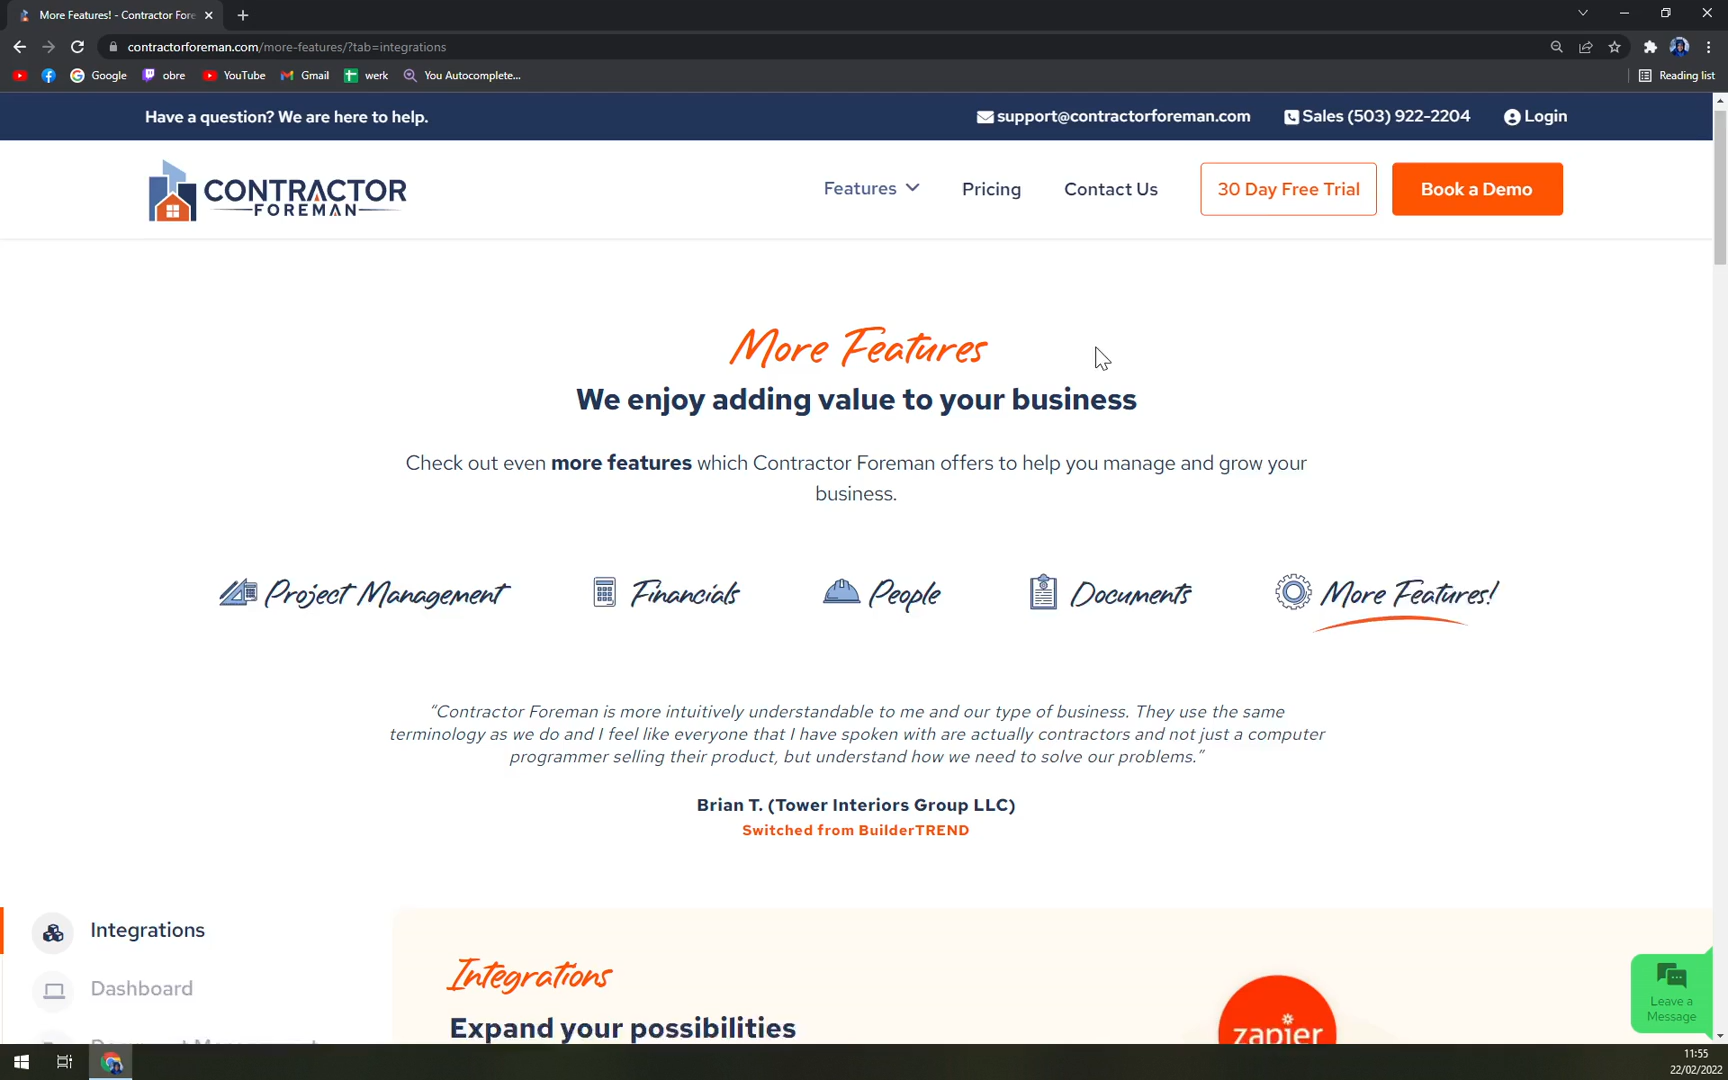 More Features! - Contractor Fore
contractorforeman.com/more-features/?tab=integrations
Google
obre
YouTube
Gmail
werk
You Autocomplete...
Reading list
Have a question? We are here to help.
support@contractorforeman.com
Sales (503) 922-2204
Login
CONTRACTOR
FOREMAN
Features
Pricing
Contact Us
30 Day Free Trial
Book a Demo
More Features
We enjoy adding value to your business
Check out even more features which Contractor Foreman offers to help you manage and grow your
business.
Project Management
Financials
People
Documents
More Features!
“Contractor Foreman is more intuitively understandable to me and our type of business. They use the same
terminology as we do and I feel like everyone that I have spoken with are actually contractors and not just a computer
programmer selling their product, but understand how we need to solve our problems.”
Brian T. (Tower Interiors Group LLC)
Switched from BuilderTREND
Integrations
Dashboard
Integrations
Expand your possibilities
zapier
Leave a
Message
11:55
22/02/2022